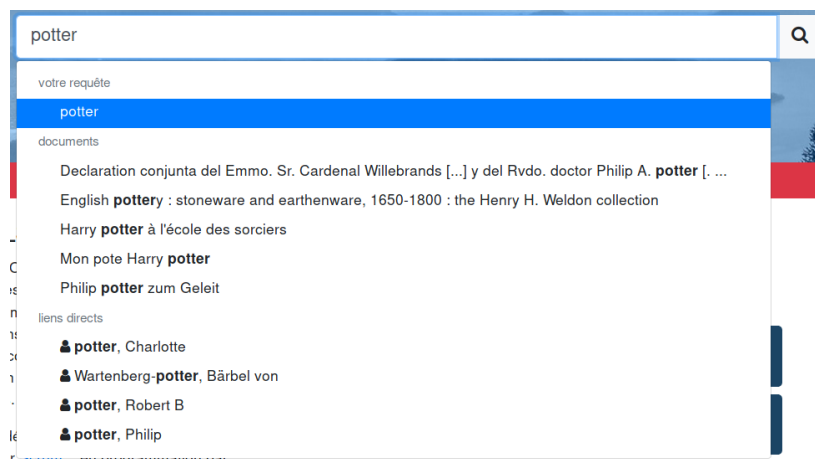 potter
votre requête
potter
documents
Declaration conjunta del Emmo. Sr. Cardenal Willebrands [...] y del Rvdo. doctor Philip A. potter [. ...
English pottery : stoneware and earthenware, 1650-1800 : the Henry H. Weldon collection
Harry potter à l'école des sorciers
Mon pote Harry potter
Philip potter zum Geleit
liens directs
potter, Charlotte
Wartenberg-potter, Bärbel von
potter, Robert B
potter, Philip